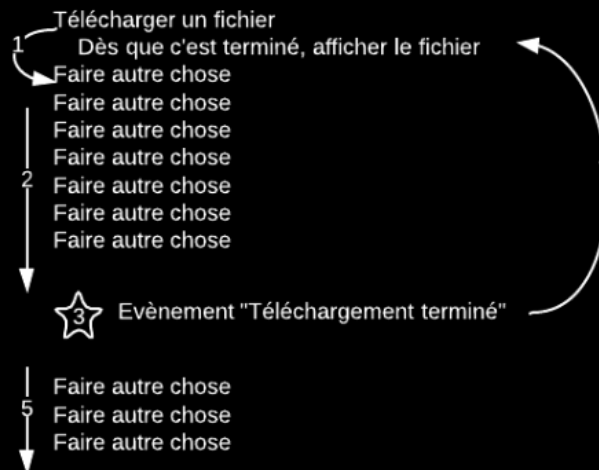 Télécharger un fichier
1
Dès que c'est terminé, afficher le fichier
Faire autre chose
Faire autre chose
Faire autre chose
Faire autre chose
2
Faire autre chose
Faire autre chose
Faire autre chose
3 Evènement "Téléchargement terminé"
Faire autre chose
5
Faire autre chose
Faire autre chose